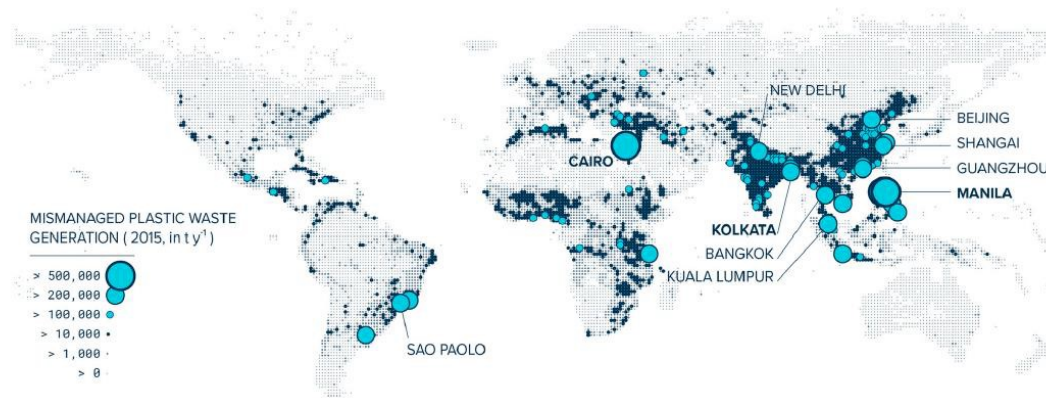 NEW DELHI
BEIJING
SHANGAI
CAIRO
GUANGZHOU
MANILA
MISMANAGED PLASTIC WASTE
GENERATION ( 2015, in t y⁻¹ )
KOLKATA
BANGKOK
KUALA LUMPUR
> 500,000
> 200,000
> 100,000
> 10,000
> 1,000
> 0
SAO PAOLO